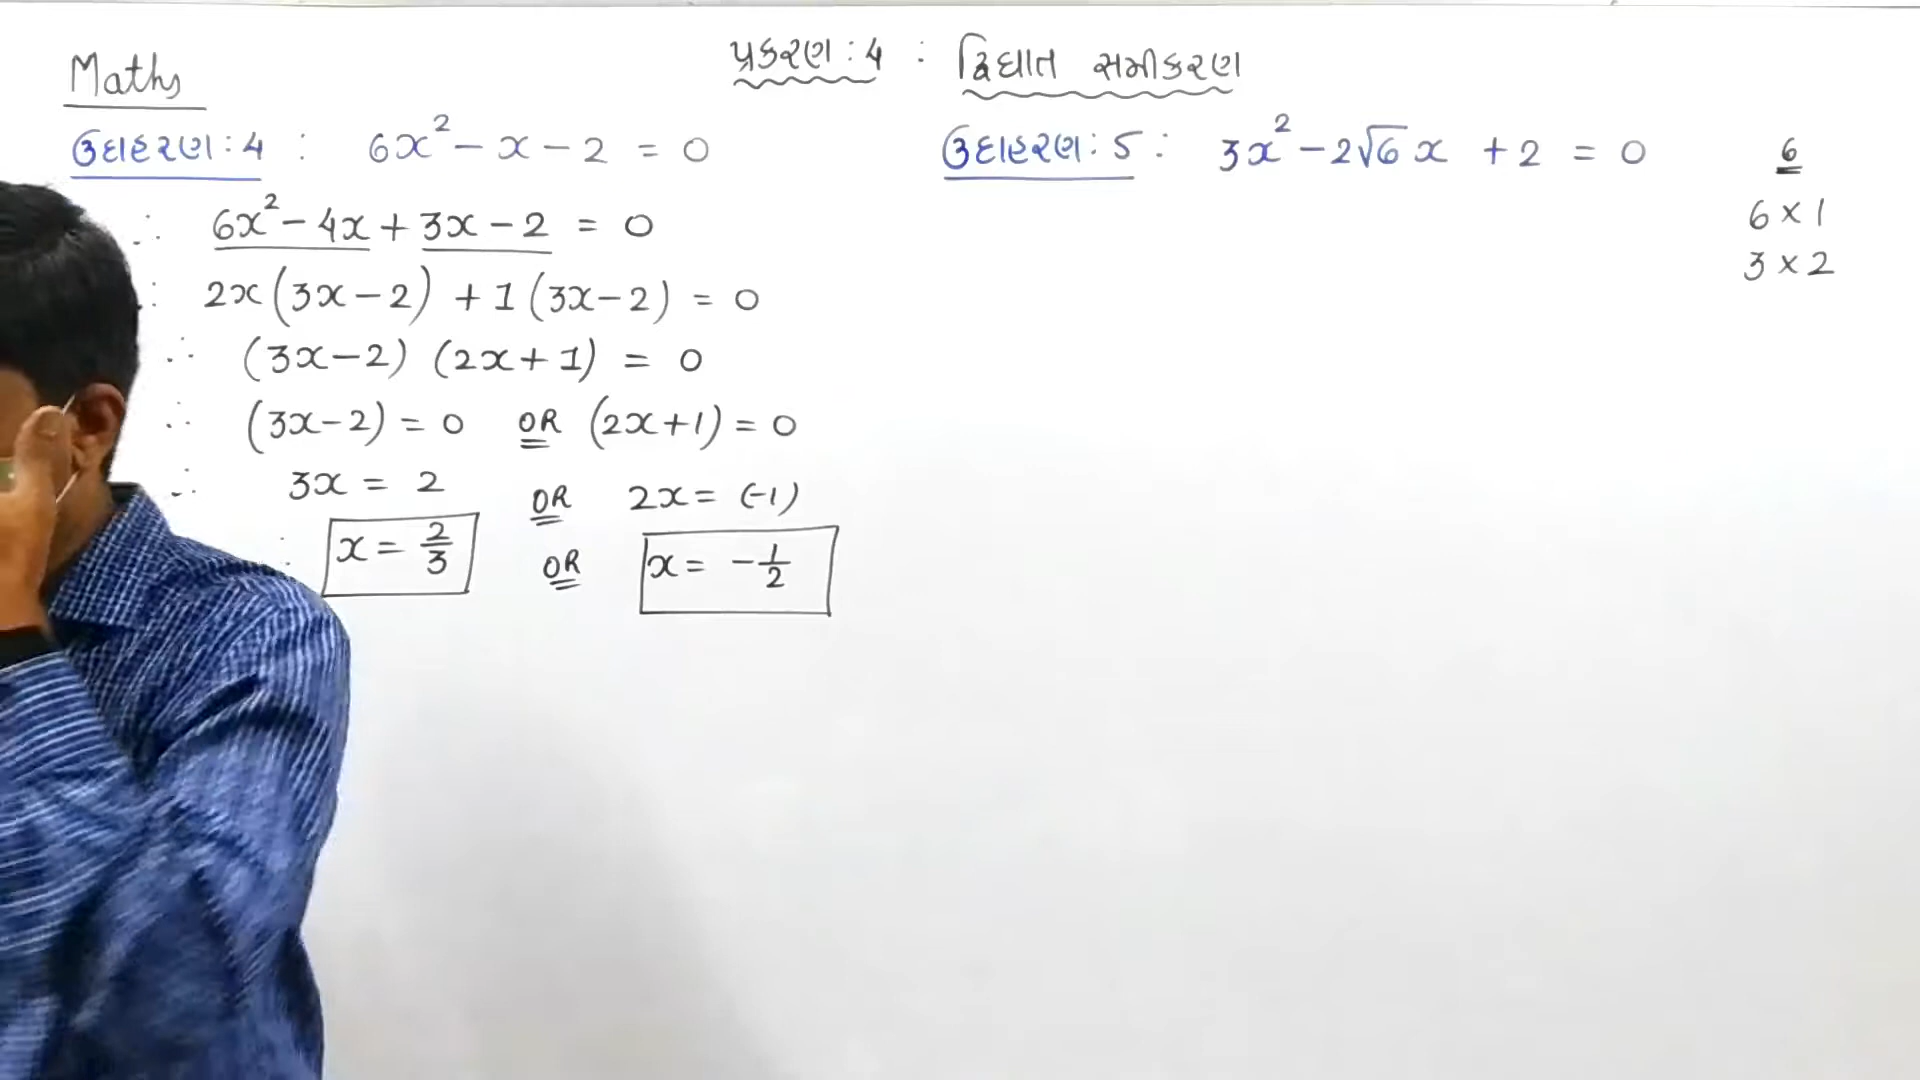 Maths
પ્રકરણ : 4 : દ્વિઘાત સમીકરણ
ઉદાહરણ : 4 : 6x² - x - 2 = 0
∴ 6x² - 4x + 3x - 2 = 0
∴ 2x(3x - 2) + 1(3x - 2) = 0
∴ (3x - 2) (2x + 1) = 0
∴ (3x - 2) = 0 OR (2x + 1) = 0
∴ 3x = 2 OR 2x = (-1)
x = 2/3 OR x = -1/2
ઉદાહરણ : 5 : 3x² - 2√6 x + 2 = 0
6
6 × 1
3 × 2